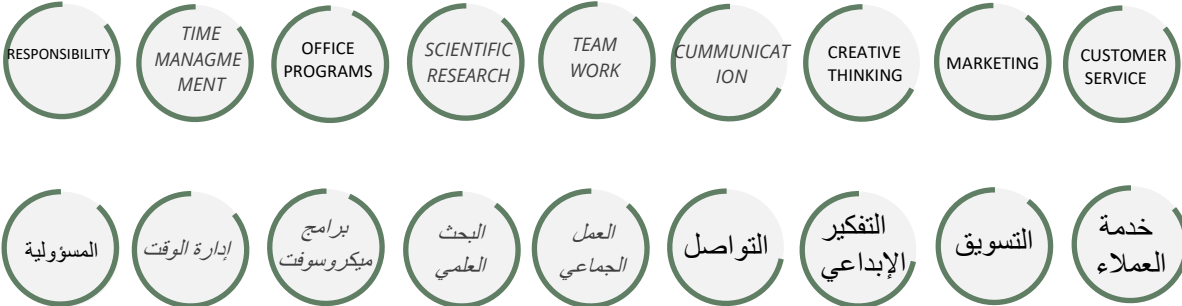 RESPONSIBILITY
TIME
MANAGME
MENT
OFFICE
PROGRAMS
SCIENTIFIC
RESEARCH
TEAM
WORK
CUMMUNICAT
ION
CREATIVE
THINKING
MARKETING
CUSTOMER
SERVICE
المسؤولية
إدارة الوقت
برامج
ميكروسوفت
البحث
العلمي
العمل
الجماعي
التواصل
التفكير
الإبداعي
التسويق
خدمة
العملاء